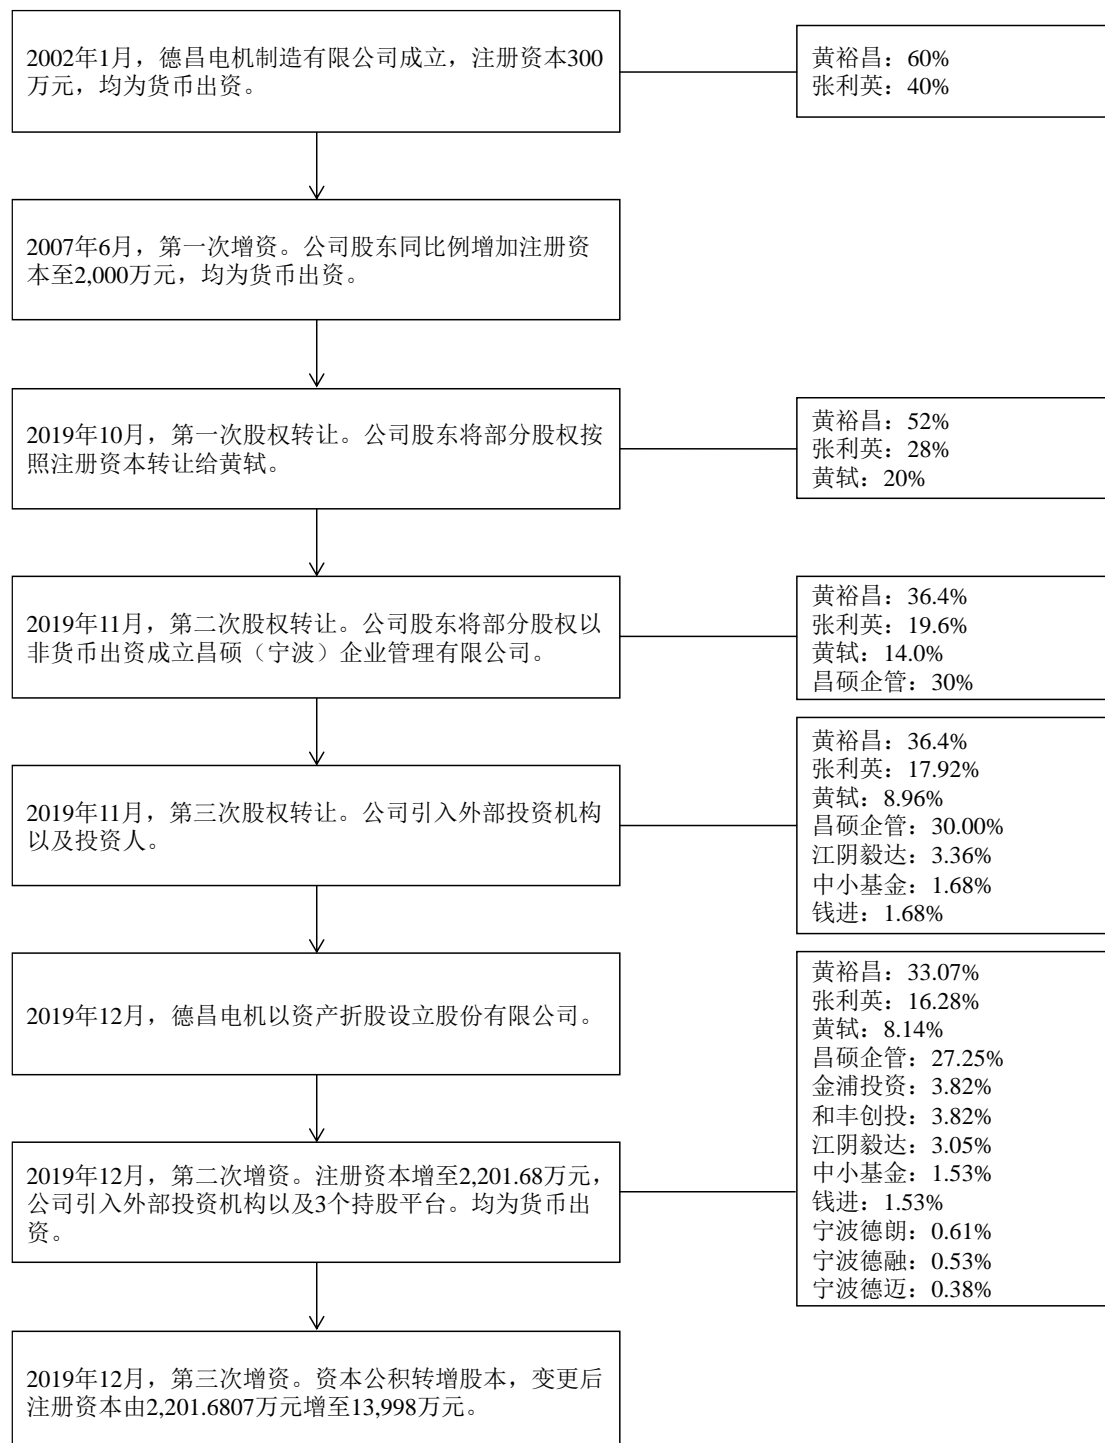 2002年1月，德昌电机制造有限公司成立，注册资本300
万元，均为货币出资。
黄裕昌：60%
张利英：40%
2007年6月，第一次增资。公司股东同比例增加注册资
本至2,000万元，均为货币出资。
2019年10月，第一次股权转让。公司股东将部分股权按
照注册资本转让给黄轼。
黄裕昌：52%
张利英：28%
黄轼：20%
2019年11月，第二次股权转让。公司股东将部分股权以
非货币出资成立昌硕（宁波）企业管理有限公司。
黄裕昌：36.4%
张利英：19.6%
黄轼：14.0%
昌硕企管：30%
2019年11月，第三次股权转让。公司引入外部投资机构
以及投资人。
黄裕昌：36.4%
张利英：17.92%
黄轼：8.96%
昌硕企管：30.00%
江阴毅达：3.36%
中小基金：1.68%
钱进：1.68%
2019年12月，德昌电机以资产折股设立股份有限公司。
2019年12月，第二次增资。注册资本增至2,201.68万元，
公司引入外部投资机构以及3个持股平台。均为货币出
资。
黄裕昌：33.07%
张利英：16.28%
黄轼：8.14%
昌硕企管：27.25%
金浦投资：3.82%
和丰创投：3.82%
江阴毅达：3.05%
中小基金：1.53%
钱进：1.53%
宁波德朗：0.61%
宁波德融：0.53%
宁波德迈：0.38%
2019年12月，第三次增资。资本公积转增股本，变更后
注册资本由2,201.6807万元增至13,998万元。